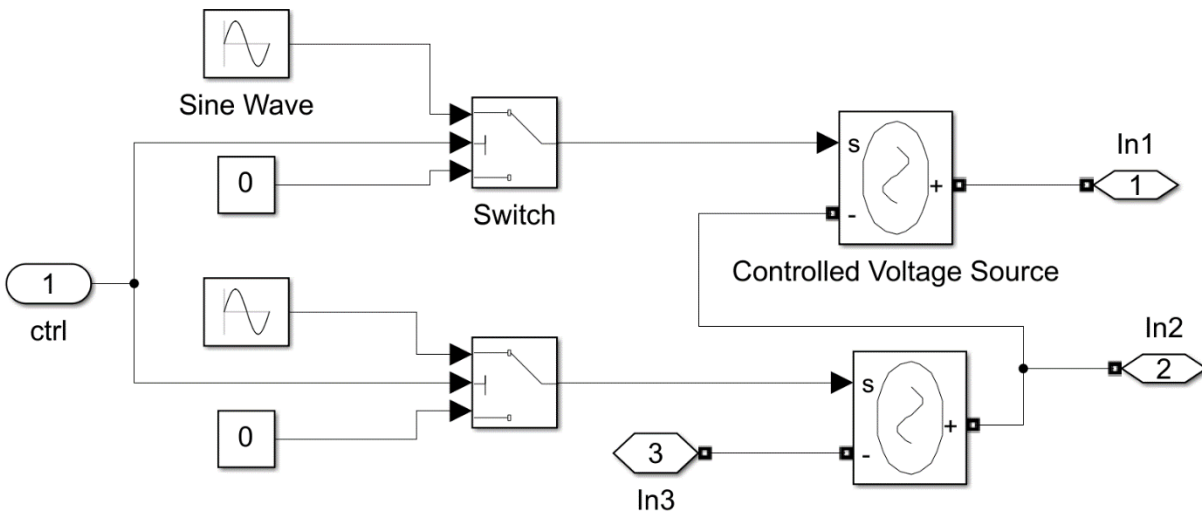 Sine Wave
0
Switch
s
+
-
Controlled Voltage Source
In1
1
1
ctrl
0
s
+
-
In2
2
3
In3